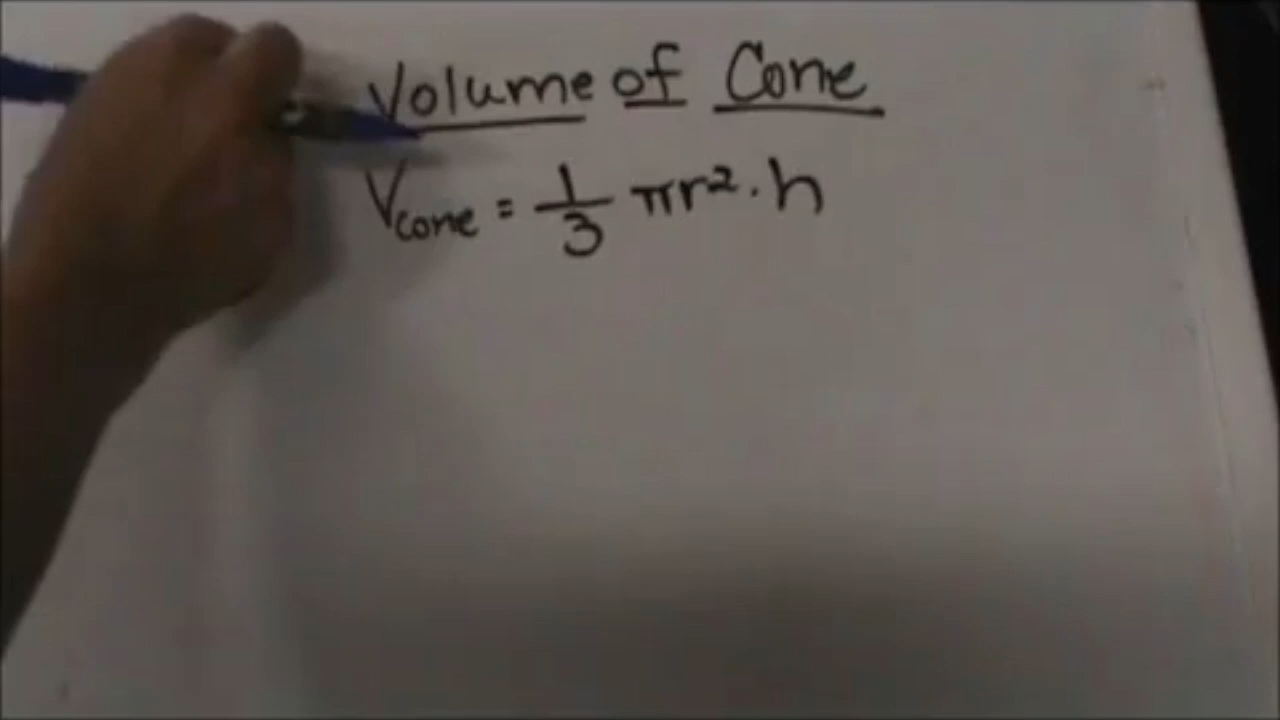 Volume of Cone
Vcone = 1/3 πr². h